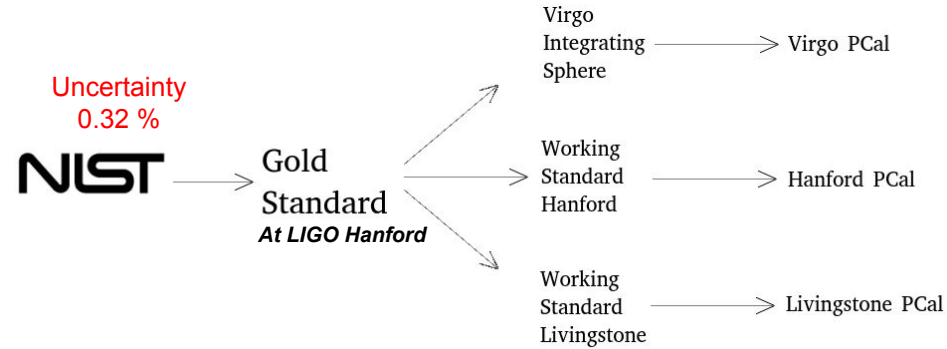 Uncertainty
0.32 %
NIST
Gold
Standard
At LIGO Hanford
Virgo
Integrating
Sphere
Virgo PCal
Working
Standard
Hanford
Hanford PCal
Working
Standard
Livingstone
Livingstone PCal